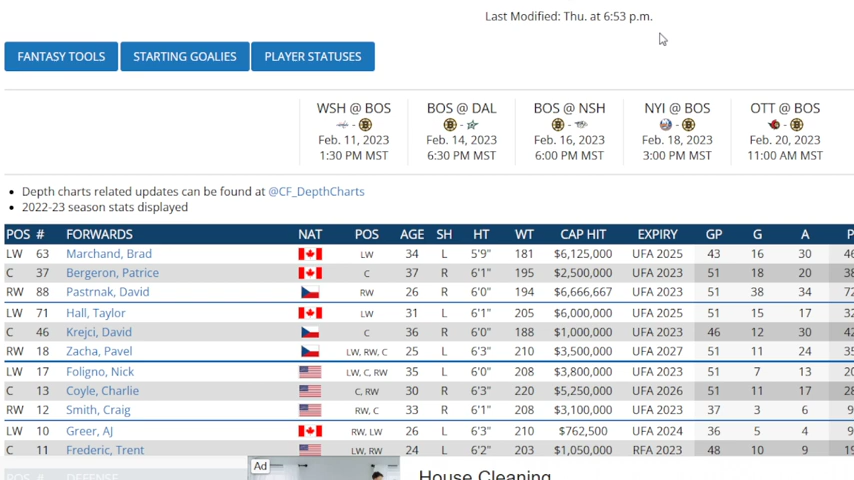 Last Modified: Thu. at 6:53 p.m.
FANTASY TOOLS STARTING GOALIES PLAYER STATUSES
WSH @ BOS BOS @ DAL BOS @ NSH NYI @ BOS OTT @ BOS
Feb. 11, 2023 Feb. 14, 2023 Feb. 16, 2023 Feb. 18, 2023 Feb. 20, 2023
1:30 PM MST 6:30 PM MST 6:00 PM MST 3:00 PM MST 11:00 AM MST
• Depth charts related updates can be found at @CF_DepthCharts
• 2022-23 season stats displayed
POS # FORWARDS NAT POS AGE SH HT WT CAP HIT EXPIRY GP G A P
LW 63 Marchand, Brad LW 34 L 5'9" 181 $6,125,000 UFA 2025 43 16 30 46
C 37 Bergeron, Patrice C 37 R 6'1" 195 $2,500,000 UFA 2023 51 18 20 38
RW 88 Pastrnak, David RW 26 R 6'0" 194 $6,666,667 UFA 2023 51 38 34 72
LW 71 Hall, Taylor LW 31 L 6'1" 205 $6,000,000 UFA 2025 51 15 17 32
C 46 Krejci, David C 36 R 6'0" 188 $1,000,000 UFA 2023 46 12 30 42
RW 18 Zacha, Pavel LW, RW, C 25 L 6'3" 210 $3,500,000 UFA 2027 51 11 24 35
LW 17 Foligno, Nick LW, C, RW 35 L 6'0" 208 $3,800,000 UFA 2023 51 7 13 20
C 13 Coyle, Charlie C, RW 30 R 6'3" 220 $5,250,000 UFA 2026 51 11 17 28
RW 12 Smith, Craig RW, C 33 R 6'1" 208 $3,100,000 UFA 2023 37 3 6 9
LW 10 Greer, AJ RW, LW 26 L 6'3" 210 $762,500 UFA 2024 36 5 4 9
C 11 Frederic, Trent LW, RW 24 L 6'2" 203 $1,050,000 RFA 2023 48 10 9 19
POS # DEFENSE
Ad
House Cleaning